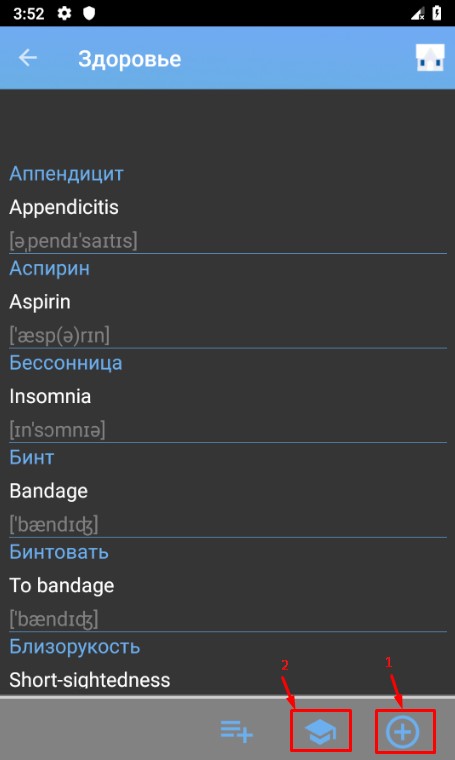 3:52
Здоровье
Аппендицит
Appendicitis
[əˌpendɪ'saɪtɪs]
Аспирин
Aspirin
['æsp(ə)rɪn]
Бессонница
Insomnia
[ɪn'sɔmnɪə]
Бинт
Bandage
['bændɪʤ]
Бинтовать
To bandage
['bændɪʤ]
Близорукость
Short-sightedness
2
1